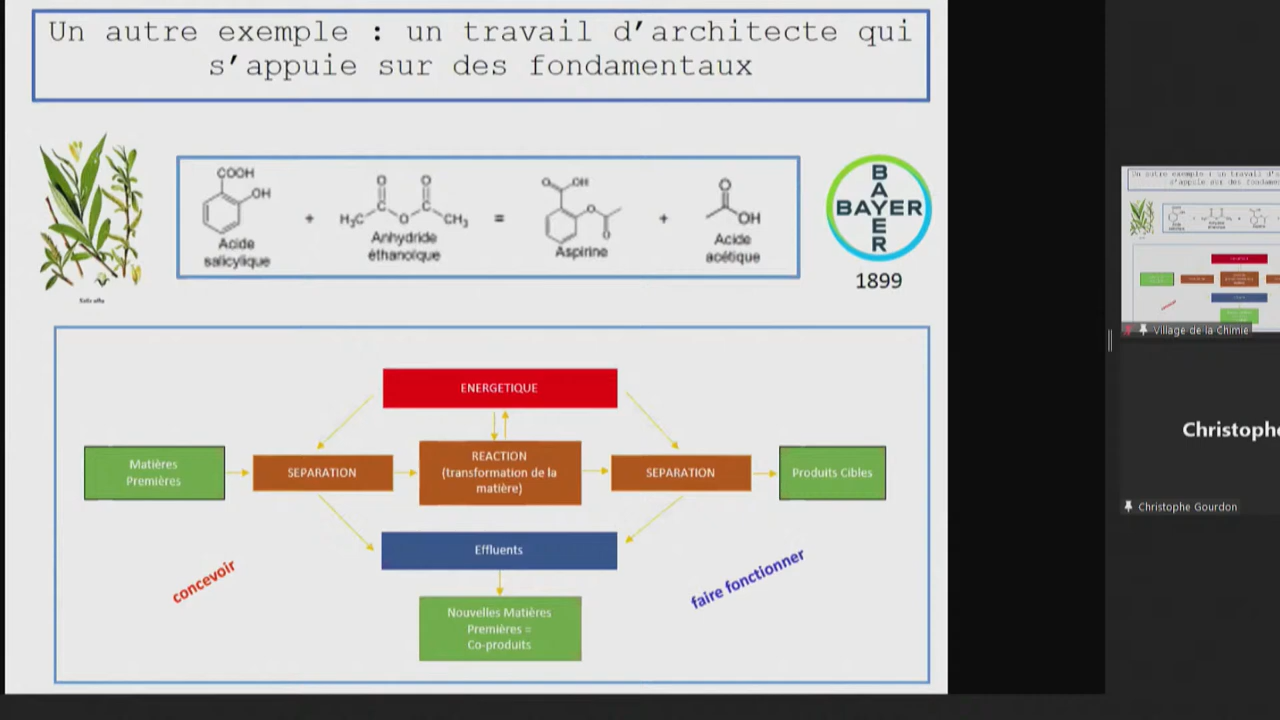 Un autre exemple : un travail d’architecte qui
s’appuie sur des fondamentaux
COOH
OH
Acide
salicylique
+
O
O
H₃C
C
O
C
CH₃
Anhydride
éthanoïque
=
O
OH
O
O
Aspirine
+
O
OH
Acide
acétique
BAYER
BAYER
1899
ENERGETIQUE
Matières
Premières
SEPARATION
REACTION
(transformation de la
matière)
SEPARATION
Produits Cibles
Effluents
concevoir
faire fonctionner
Nouvelles Matières
Premières =
Co-produits
Village de la Chimie
Christophe
Christophe Gourdon